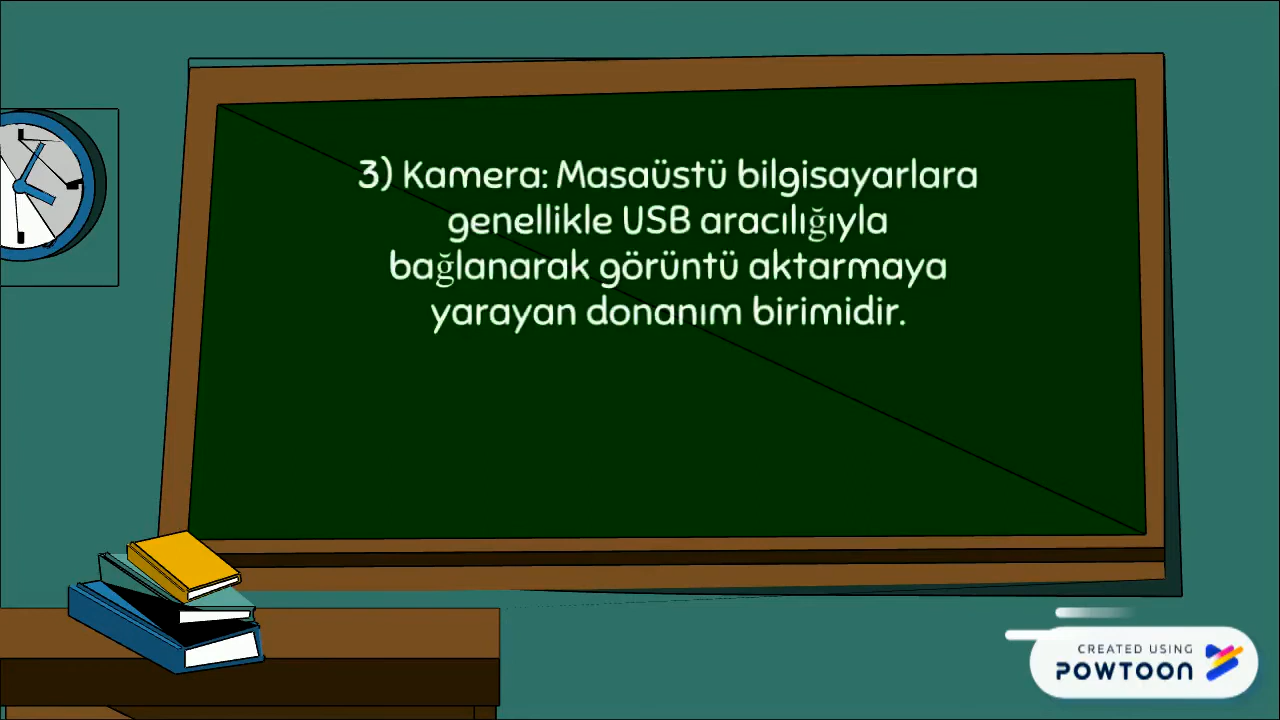 3) Kamera: Masaüstü bilgisayarlara
genellikle USB aracılığıyla
bağlanarak görüntü aktarmaya
yarayan donanım birimidir.
CREATED USING
POWTOON